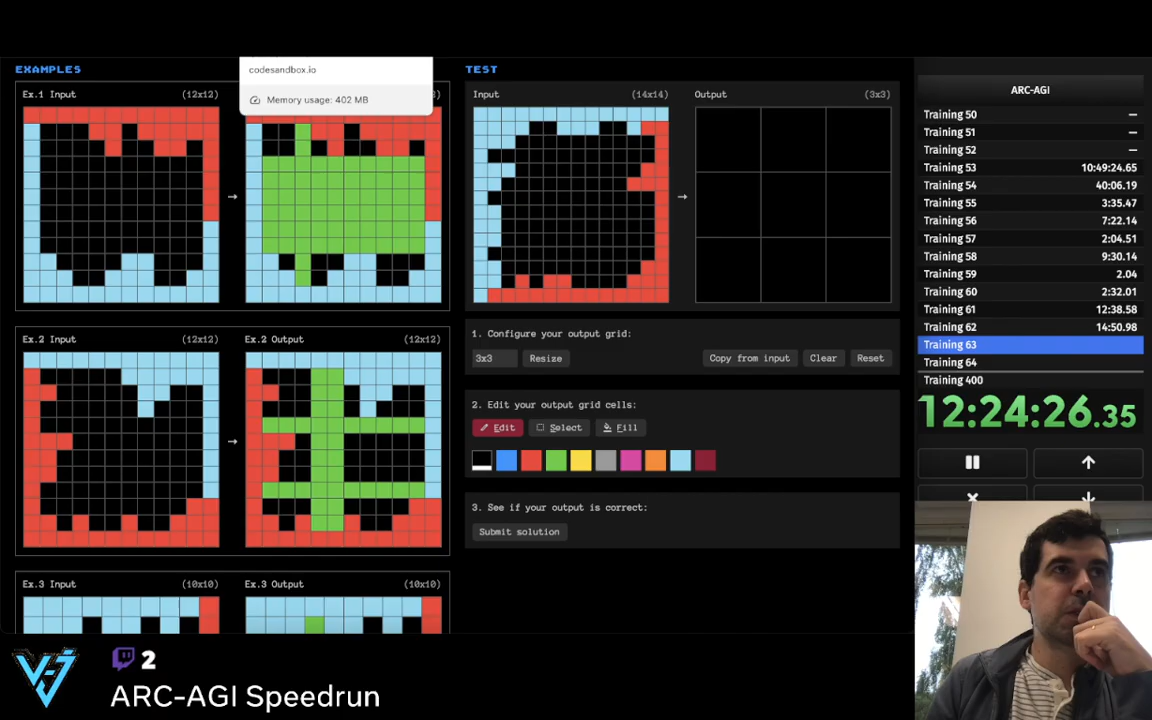 EXAMPLES
Ex.1 Input (12x12)
codesandbox.io
Memory usage: 402 MB
Ex.2 Input (12x12)
Ex.2 Output (12x12)
Ex.3 Input (10x10)
Ex.3 Output (10x10)
TEST
Input (14x14)
Output (3x3)
1. Configure your output grid:
3x3 Resize Copy from input Clear Reset
2. Edit your output grid cells:
Edit Select Fill
3. See if your output is correct:
Submit solution
ARC-AGI
Training 50 —
Training 51 —
Training 52 —
Training 53 10:49:24.65
Training 54 40:06.19
Training 55 3:35.47
Training 56 7:22.14
Training 57 2:04.51
Training 58 9:30.14
Training 59 2.04
Training 60 2:32.01
Training 61 12:38.58
Training 62 14:50.98
Training 63
Training 64
Training 400
12:24:26.35
2
ARC-AGI Speedrun